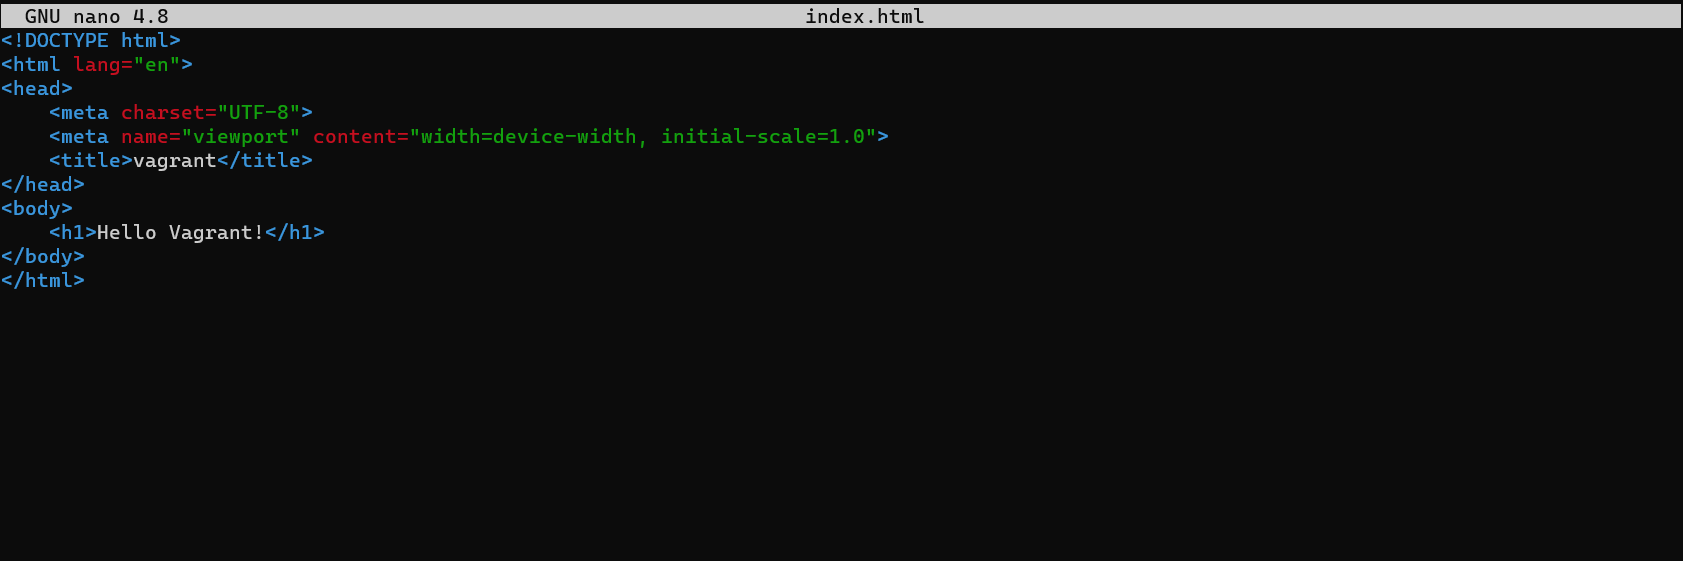 GNU nano 4.8 index.html
<!DOCTYPE html>
<html lang="en">
<head>
    <meta charset="UTF-8">
    <meta name="viewport" content="width=device-width, initial-scale=1.0">
    <title>vagrant</title>
</head>
<body>
    <h1>Hello Vagrant!</h1>
</body>
</html>